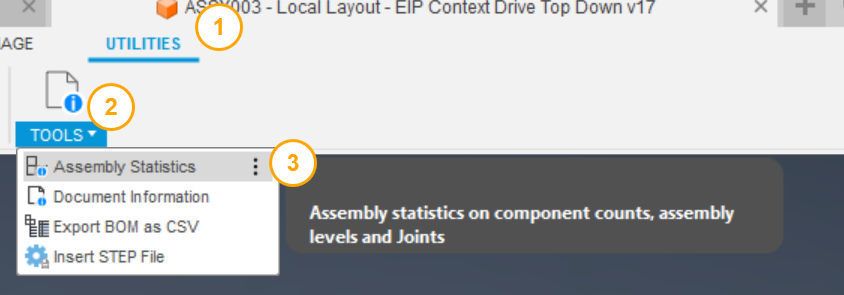 ASSY003 - Local Layout - EIP Context Drive Top Down v17
AGE
UTILITIES
1
2
TOOLS
Assembly Statistics
3
Document Information
Export BOM as CSV
Insert STEP File
Assembly statistics on component counts, assembly
levels and Joints